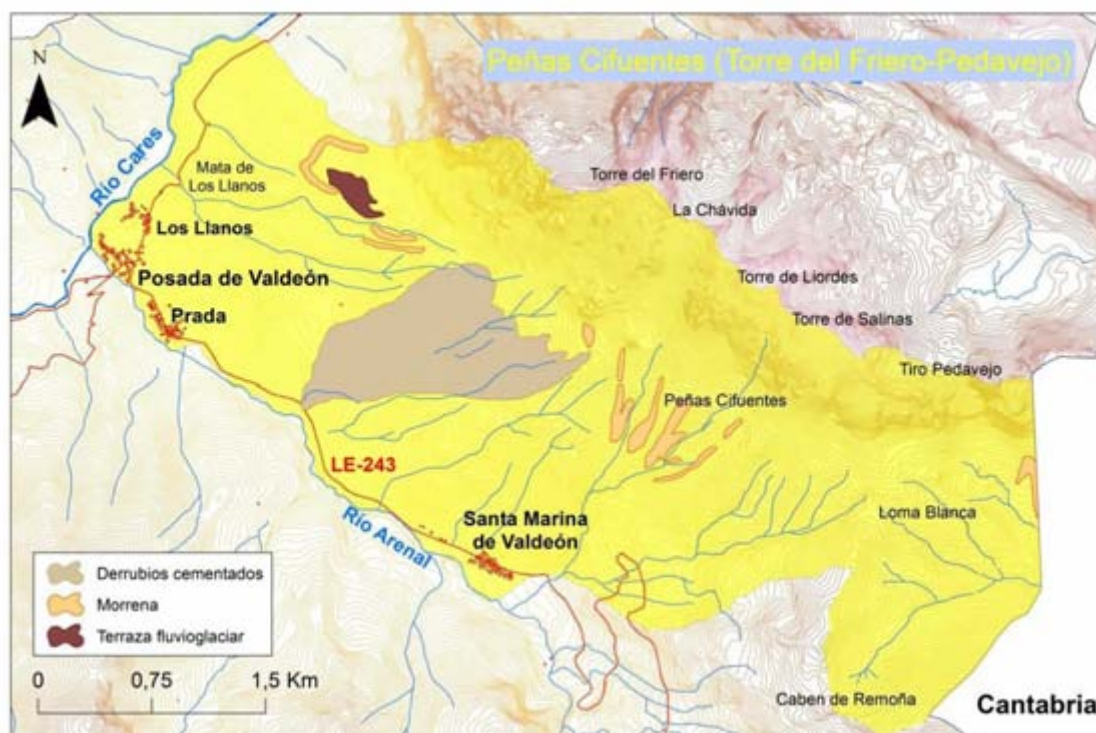 Peñas Cifuentes (Torre del Friero-Pedavejo)
N
Río Cares
Mata de
Los Llanos
Torre del Friero
La Chávida
Los Llanos
Posada de Valdeón
Torre de Liordes
Prada
Torre de Salinas
Tiro Pedavejo
Peñas Cifuentes
LE-243
Río Arenal
Santa Marina
de Valdeón
Loma Blanca
Derrubios cementados
Morrena
Terraza fluvioglaciar
0 0,75 1,5 Km
Caben de Remoña
Cantabria